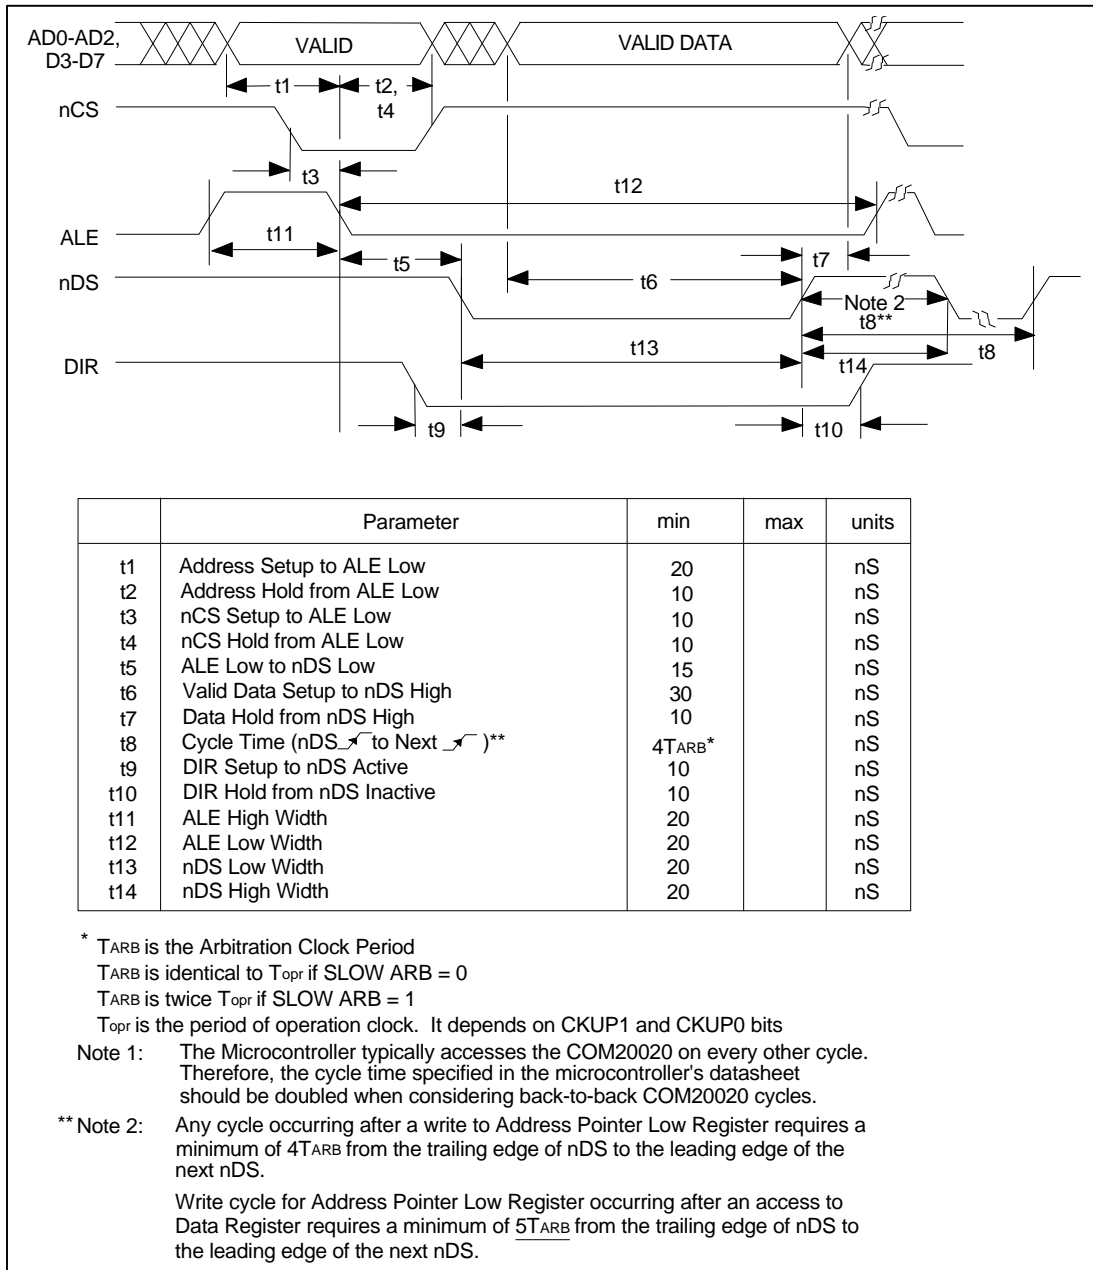 AD0-AD2,
D3-D7
VALID
VALID DATA
t1
t2,
t4
nCS
t3
t12
ALE
t11
t5
t7
nDS
t6
Note 2
t8**
t13
t8
DIR
t14
t9
t10
Parameter min max units
t1 Address Setup to ALE Low 20 nS
t2 Address Hold from ALE Low 10 nS
t3 nCS Setup to ALE Low 10 nS
t4 nCS Hold from ALE Low 10 nS
t5 ALE Low to nDS Low 15 nS
t6 Valid Data Setup to nDS High 30 nS
t7 Data Hold from nDS High 10 nS
t8 Cycle Time (nDS to Next )** 4TARB* nS
t9 DIR Setup to nDS Active 10 nS
t10 DIR Hold from nDS Inactive 10 nS
t11 ALE High Width 20 nS
t12 ALE Low Width 20 nS
t13 nDS Low Width 20 nS
t14 nDS High Width 20 nS
* TARB is the Arbitration Clock Period
TARB is identical to Topr if SLOW ARB = 0
TARB is twice Topr if SLOW ARB = 1
Topr is the period of operation clock. It depends on CKUP1 and CKUP0 bits
Note 1: The Microcontroller typically accesses the COM20020 on every other cycle.
Therefore, the cycle time specified in the microcontroller's datasheet
should be doubled when considering back-to-back COM20020 cycles.
** Note 2: Any cycle occurring after a write to Address Pointer Low Register requires a
minimum of 4TARB from the trailing edge of nDS to the leading edge of the
next nDS.
Write cycle for Address Pointer Low Register occurring after an access to
Data Register requires a minimum of 5TARB from the trailing edge of nDS to
the leading edge of the next nDS.